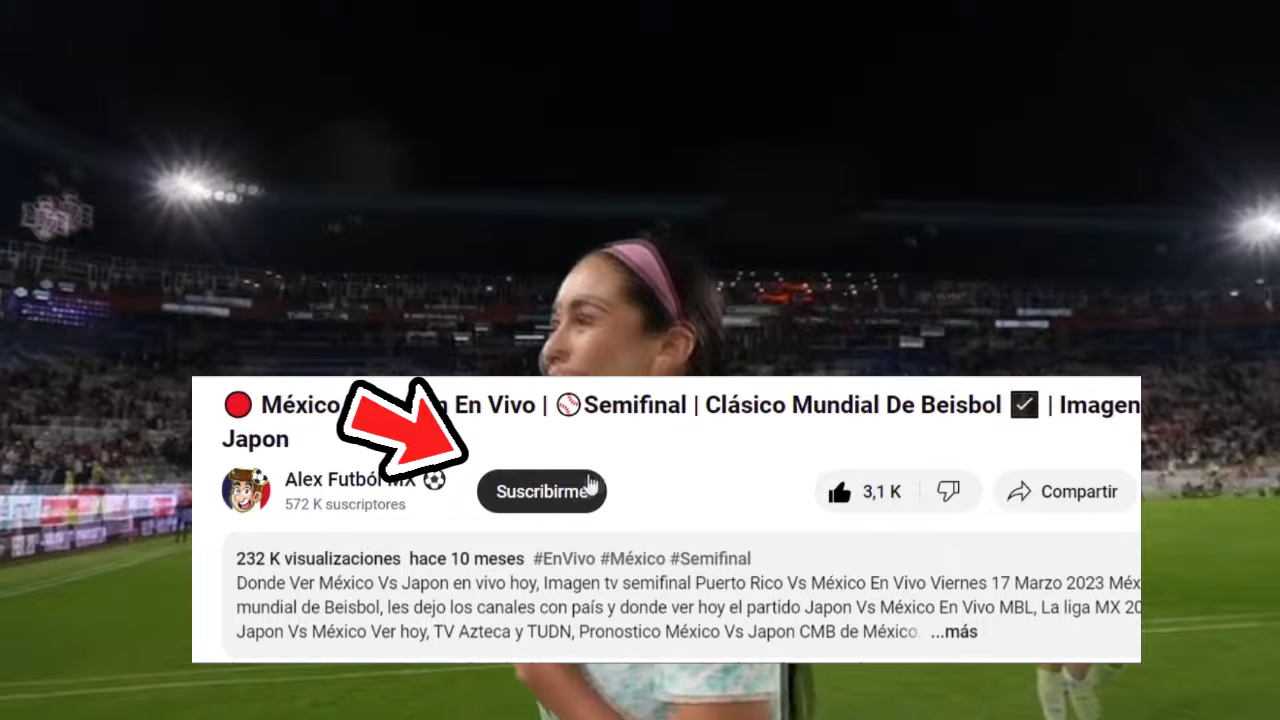 México En Vivo | Semifinal | Clásico Mundial De Beisbol | Imagen
Japon
Alex Futból MX
572 K suscriptores
Suscribirme
3,1 K
Compartir
232 K visualizaciones hace 10 meses #EnVivo #México #Semifinal
Donde Ver México Vs Japon en vivo hoy, Imagen tv semifinal Puerto Rico Vs México En Vivo Viernes 17 Marzo 2023 Méx
mundial de Beisbol, les dejo los canales con país y donde ver hoy el partido Japon Vs México En Vivo MBL, La liga MX 20
Japon Vs México Ver hoy, TV Azteca y TUDN, Pronostico México Vs Japon CMB de México. ...más